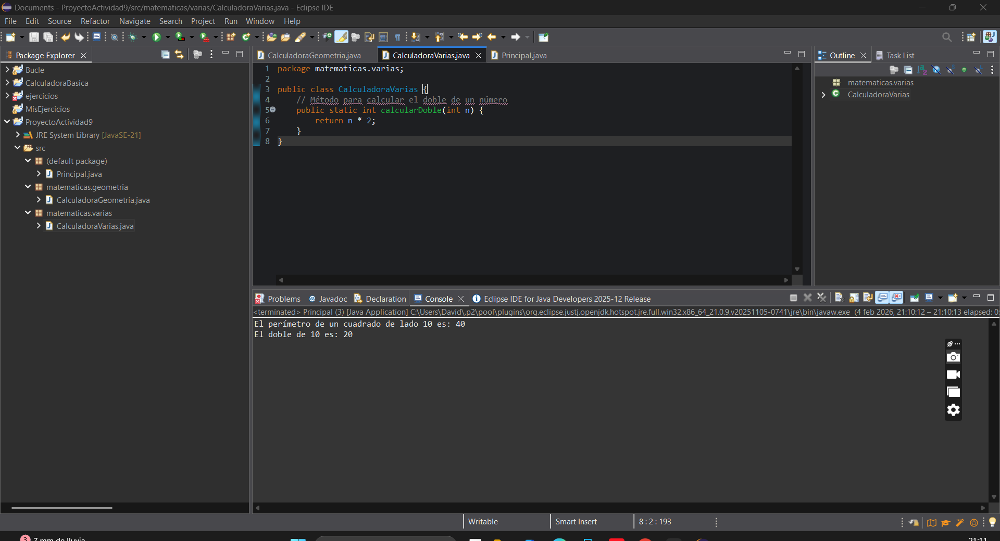 Documents - ProyectoActividad9/src/matematicas/varias/CalculadoraVarias.java - Eclipse IDE
File Edit Source Refactor Navigate Search Project Run Window Help
Package Explorer
Bucle
CalculadoraBasica
ejercicios
MisEjercicios
ProyectoActividad9
JRE System Library [JavaSE-21]
src
(default package)
Principal.java
matematicas.geometria
CalculadoraGeometria.java
matematicas.varias
CalculadoraVarias.java
CalculadoraGeometria.java CalculadoraVarias.java Principal.java
1 package matematicas.varias;
2
3 public class CalculadoraVarias {
4 // Método para calcular el doble de un número
5 public static int calcularDoble(int n) {
6 return n * 2;
7 }
8 }
Outline Task List
matematicas.varias
CalculadoraVarias
Problems Javadoc Declaration Console Eclipse IDE for Java Developers 2025-12 Release
<terminated> Principal (3) [Java Application] C:\Users\David\.p2\pool\plugins\org.eclipse.justj.openjdk.hotspot.jre.full.win32.x86_64_21.0.9.v20251105-0741\jre\bin\javaw.exe (4 feb 2026, 21:10:12 – 21:10:13 elapsed: 0:
El perímetro de un cuadrado de lado 10 es: 40
El doble de 10 es: 20
Writable Smart Insert 8 : 2 : 193
3 7 mm de lluvia
21:11